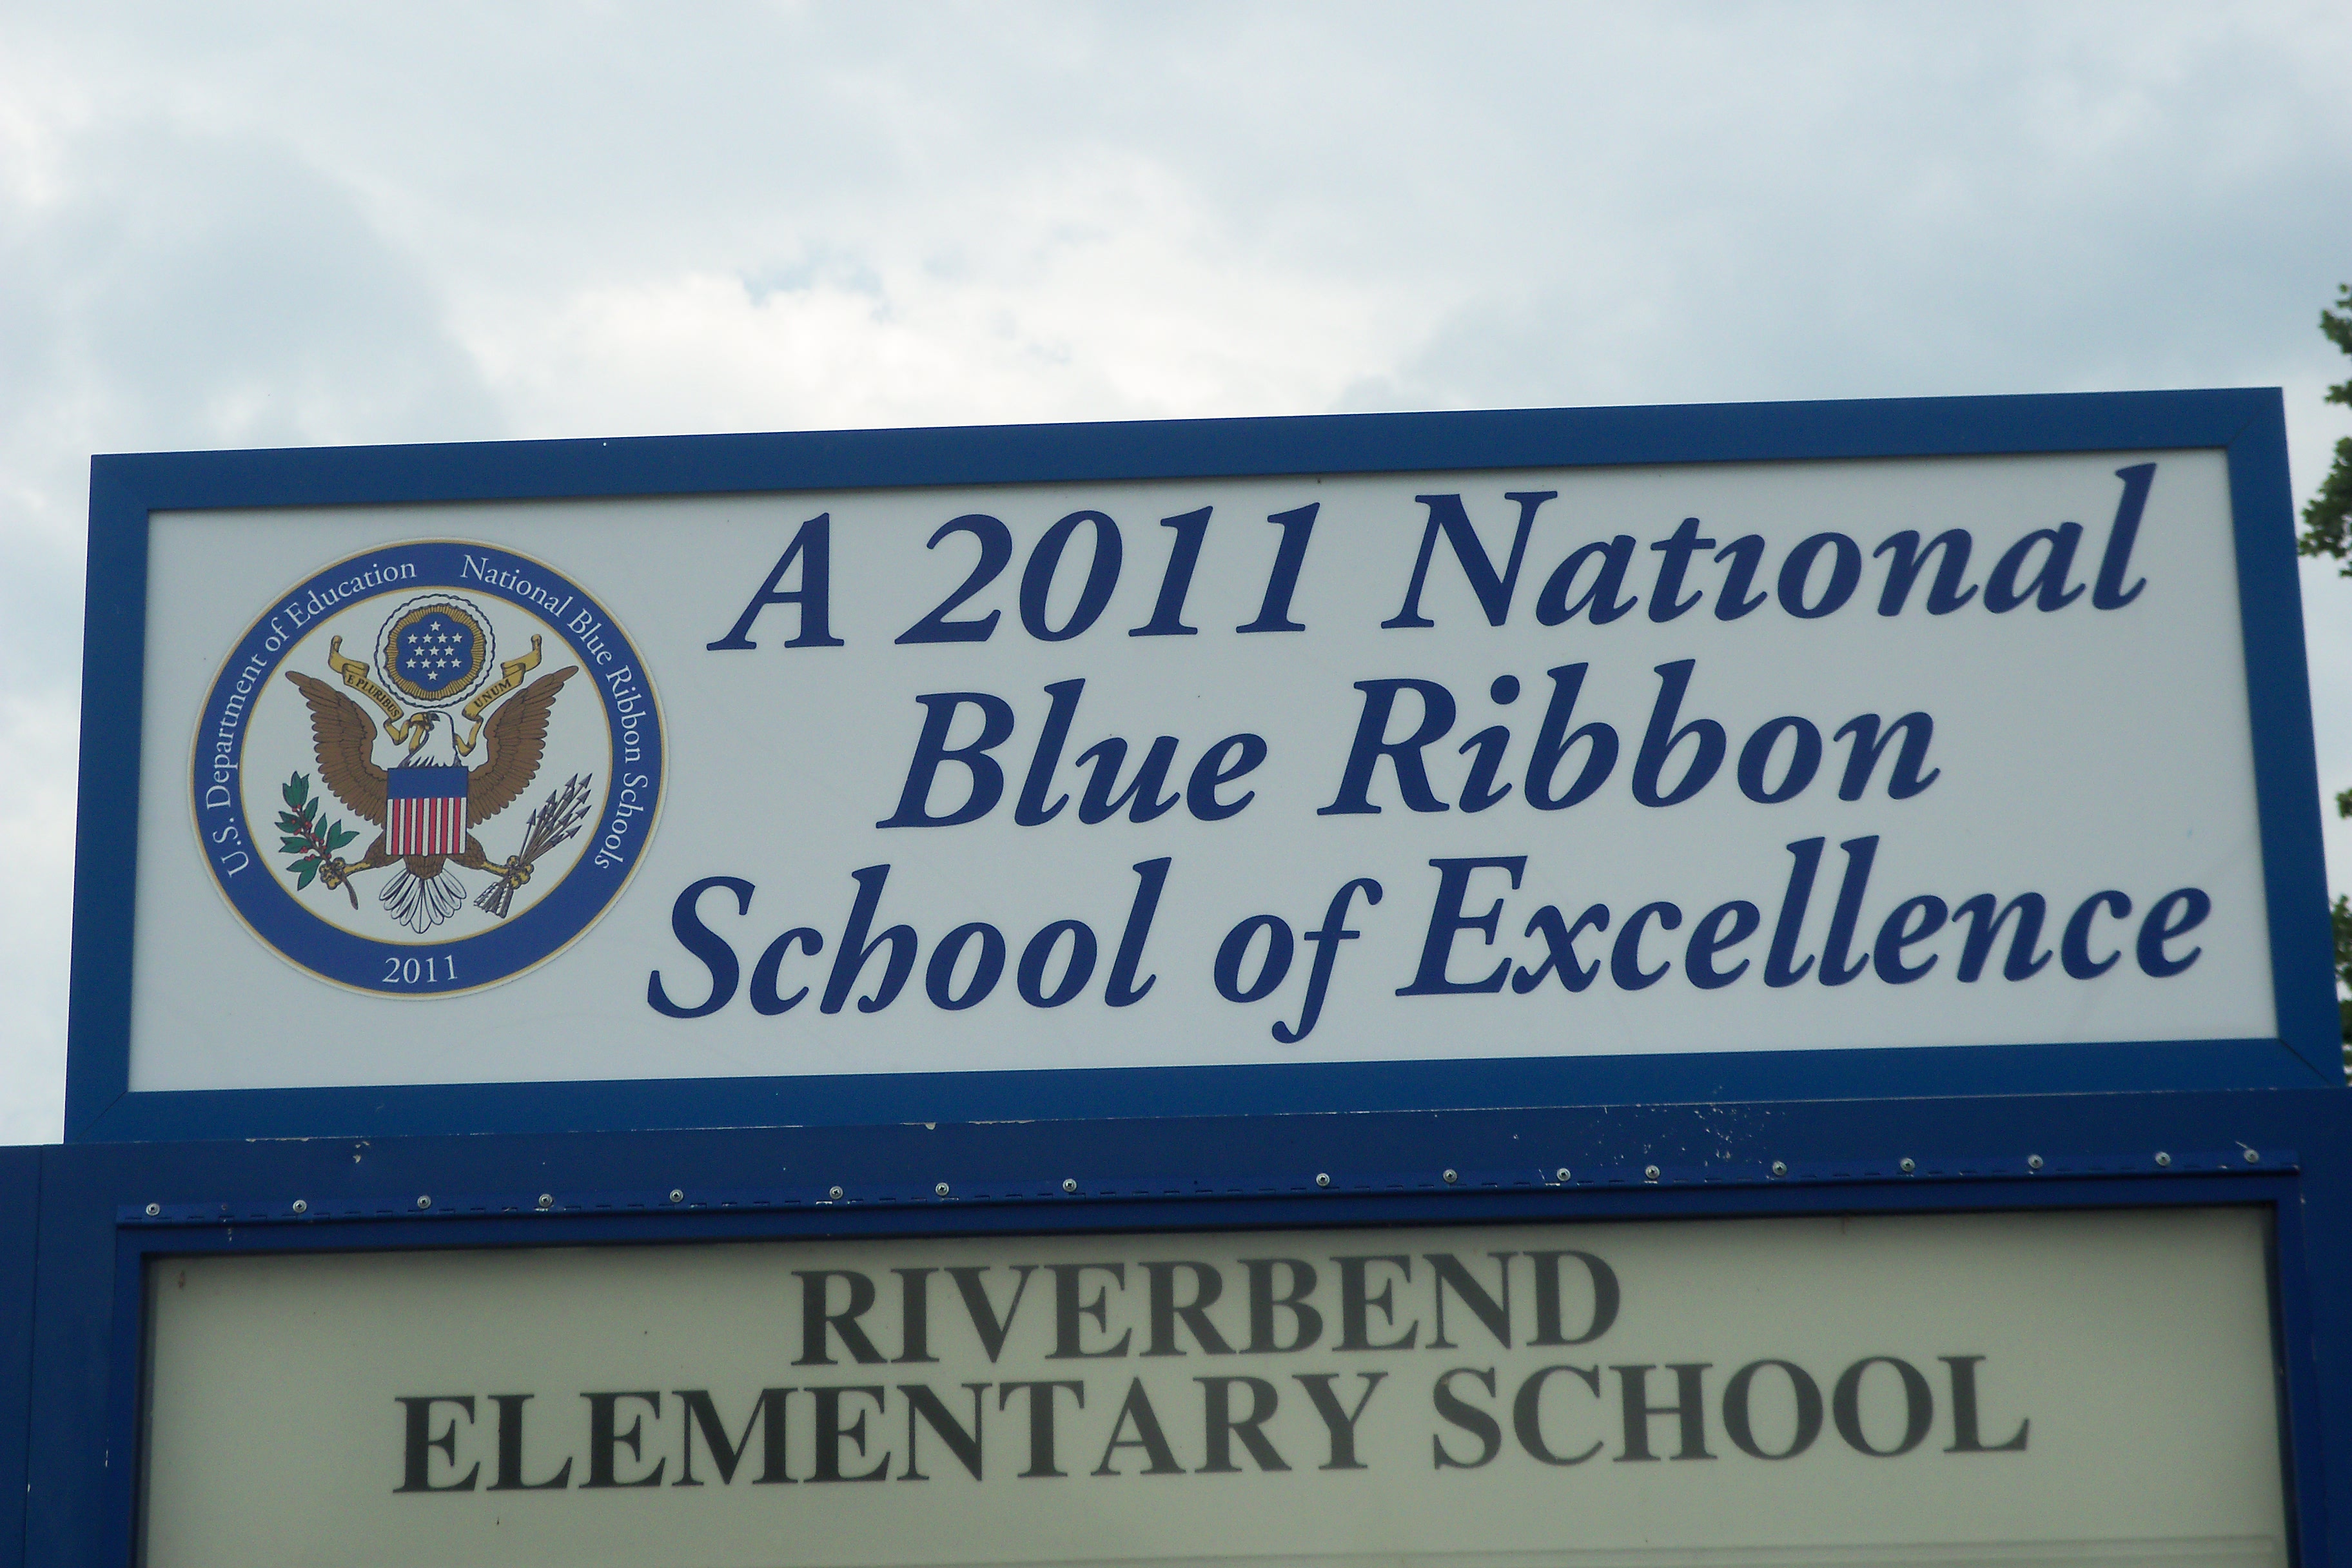 U.S. Department of Education National Blue Ribbon Schools
E PLURIBUS UNUM
2011
A 2011 National
Blue Ribbon
School of Excellence
RIVERBEND
ELEMENTARY SCHOOL